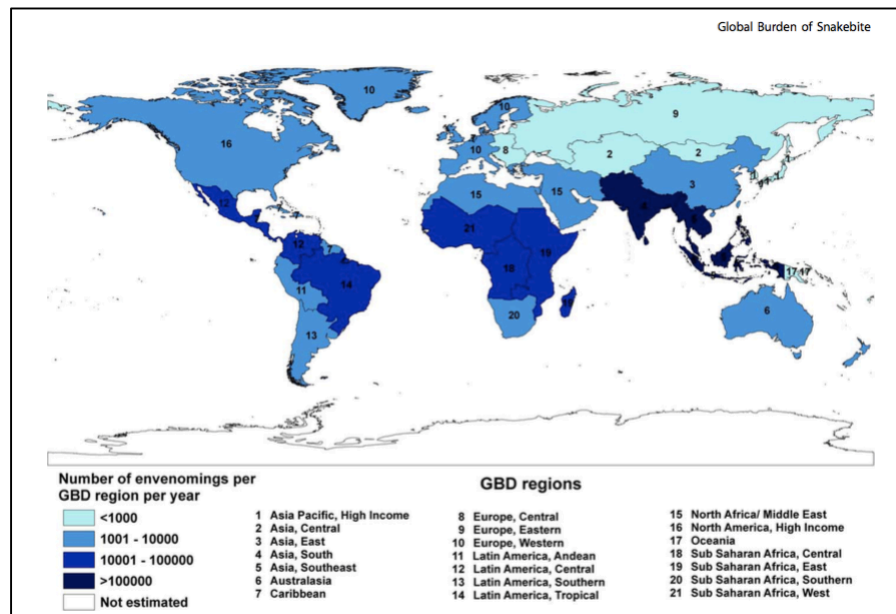 Global Burden of Snakebite
10
10
9
16
10
8
2
2
1
3
15
15
12
12
7
21
19
18
14
11
13
20
17 17
6
Number of envenomings per
GBD region per year
<1000
1001 - 10000
10001 - 100000
>100000
Not estimated
GBD regions
1 Asia Pacific, High Income
2 Asia, Central
3 Asia, East
4 Asia, South
5 Asia, Southeast
6 Australasia
7 Caribbean
8 Europe, Central
9 Europe, Eastern
10 Europe, Western
11 Latin America, Andean
12 Latin America, Central
13 Latin America, Southern
14 Latin America, Tropical
15 North Africa/ Middle East
16 North America, High Income
17 Oceania
18 Sub Saharan Africa, Central
19 Sub Saharan Africa, East
20 Sub Saharan Africa, Southern
21 Sub Saharan Africa, West